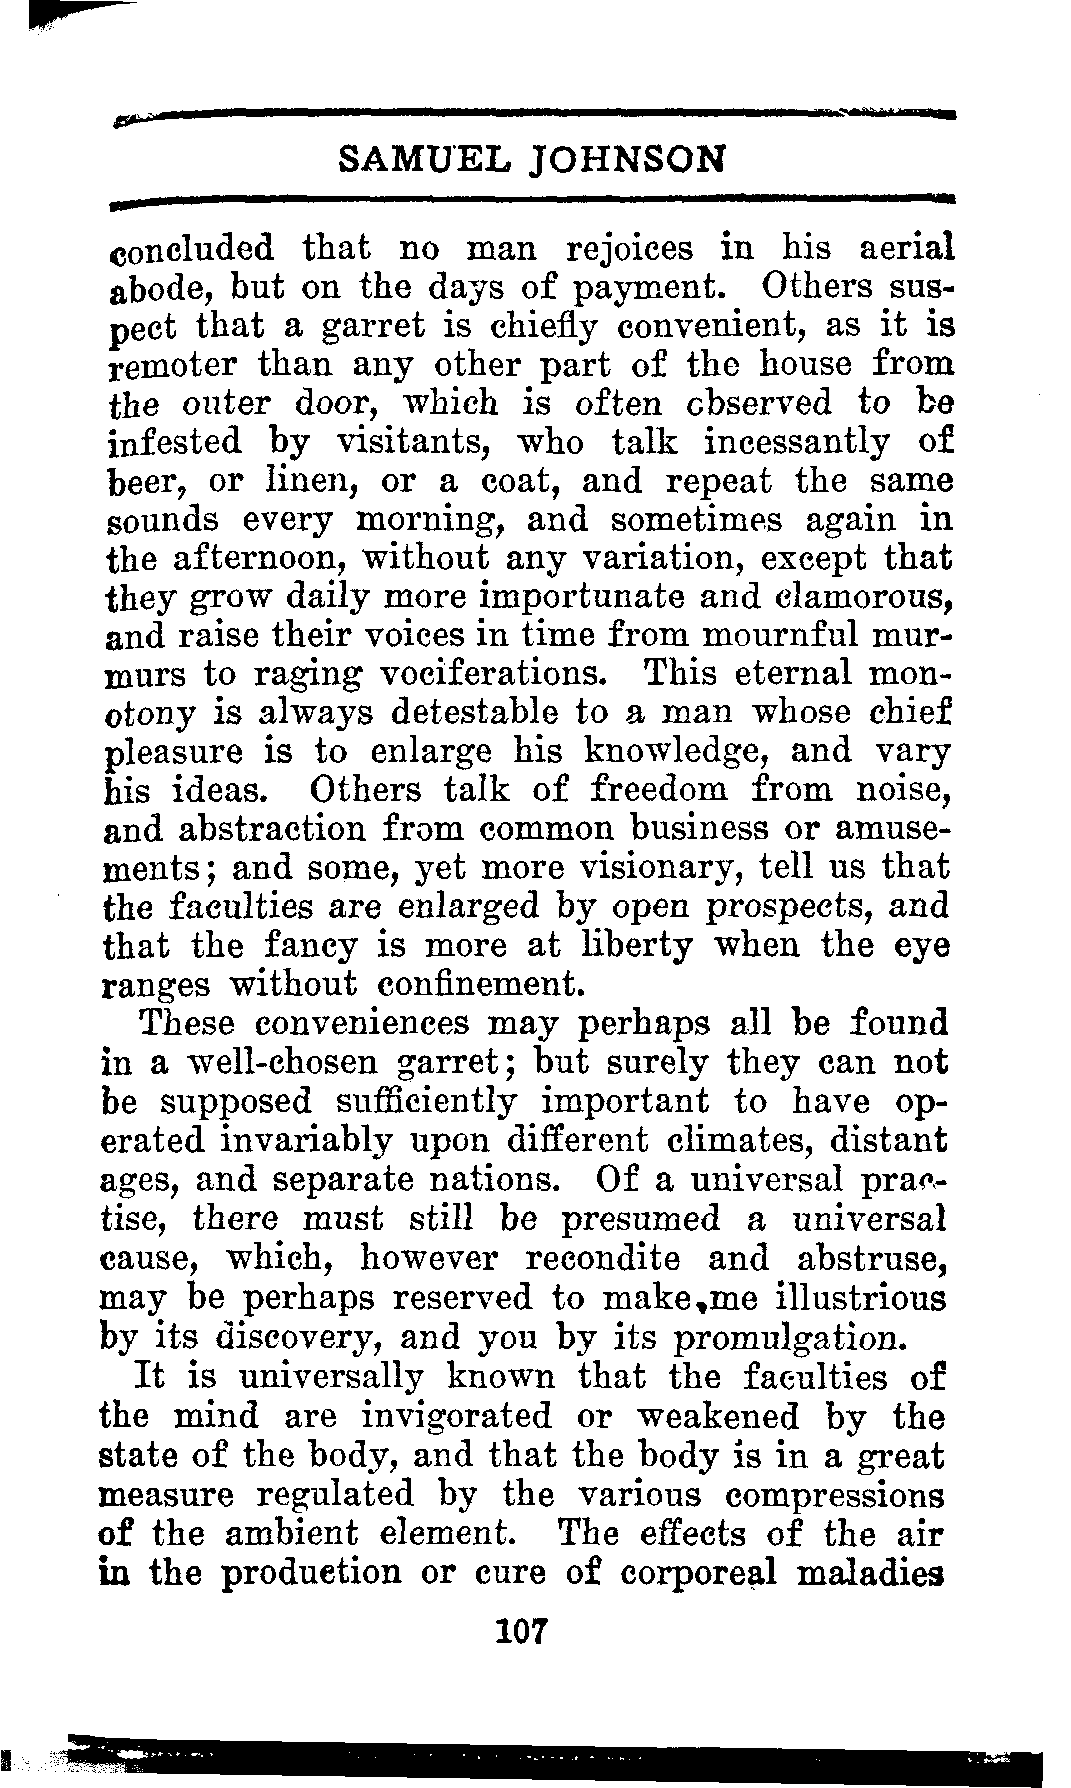 SAMUEL JOHNSON
concluded that no man rejoices in his aerial
abode, but on the days of payment. Others sus-
pect that a garret is chiefly convenient, as it is
remoter than any other part of the house from
the outer door, which is often observed to be
infested by visitants, who talk incessantly of
beer, or linen, or a coat, and repeat the same
sounds every morning, and sometimes again in
the afternoon, without any variation, except that
they grow daily more importunate and clamorous,
and raise their voices in time from mournful mur-
murs to raging vociferations. This eternal mon-
otony is always detestable to a man whose chief
pleasure is to enlarge his knowledge, and vary
his ideas. Others talk of freedom from noise,
and abstraction from common business or amuse-
ments; and some, yet more visionary, tell us that
the faculties are enlarged by open prospects, and
that the fancy is more at liberty when the eye
ranges without confinement.
These conveniences may perhaps all be found
in a well-chosen garret; but surely they can not
be supposed sufficiently important to have op-
erated invariably upon different climates, distant
ages, and separate nations. Of a universal prac-
tise, there must still be presumed a universal
cause, which, however recondite and abstruse,
may be perhaps reserved to make me illustrious
by its discovery, and you by its promulgation.
It is universally known that the faculties of
the mind are invigorated or weakened by the
state of the body, and that the body is in a great
measure regulated by the various compressions
of the ambient element. The effects of the air
in the production or cure of corporeal maladies
107